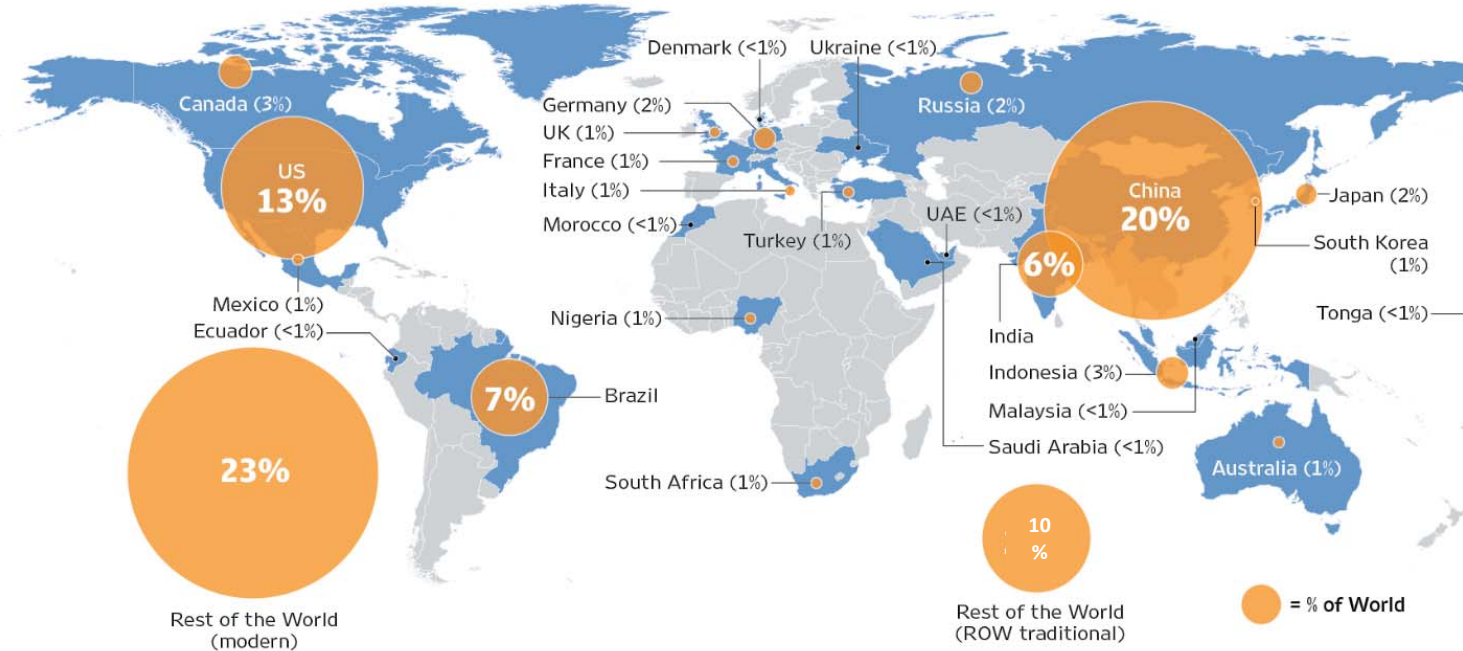 Denmark (<1%)
Ukraine (<1%)
Canada (3%)
Germany (2%)
Russia (2%)
UK (1%)
France (1%)
US
13%
Italy (1%)
China
20%
Japan (2%)
Morocco (<1%)
Turkey (1%)
UAE (<1%)
South Korea
(1%)
6%
India
Mexico (1%)
Ecuador (<1%)
Nigeria (1%)
Tonga (<1%)
Indonesia (3%)
7%
Brazil
Malaysia (<1%)
Saudi Arabia (<1%)
23%
South Africa (1%)
Australia (1%)
10
%
Rest of the World
(modern)
Rest of the World
(ROW traditional)
= % of World